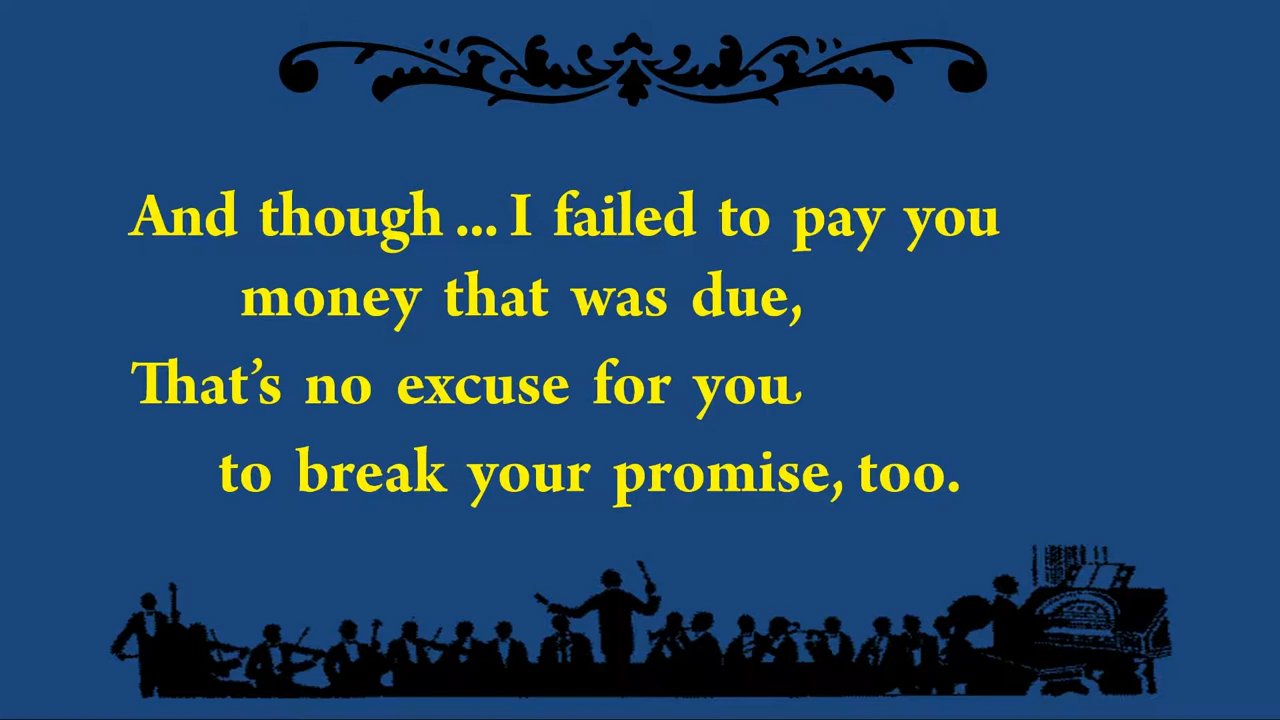 And though ... I failed to pay you
money that was due,
That's no excuse for you
to break your promise, too.